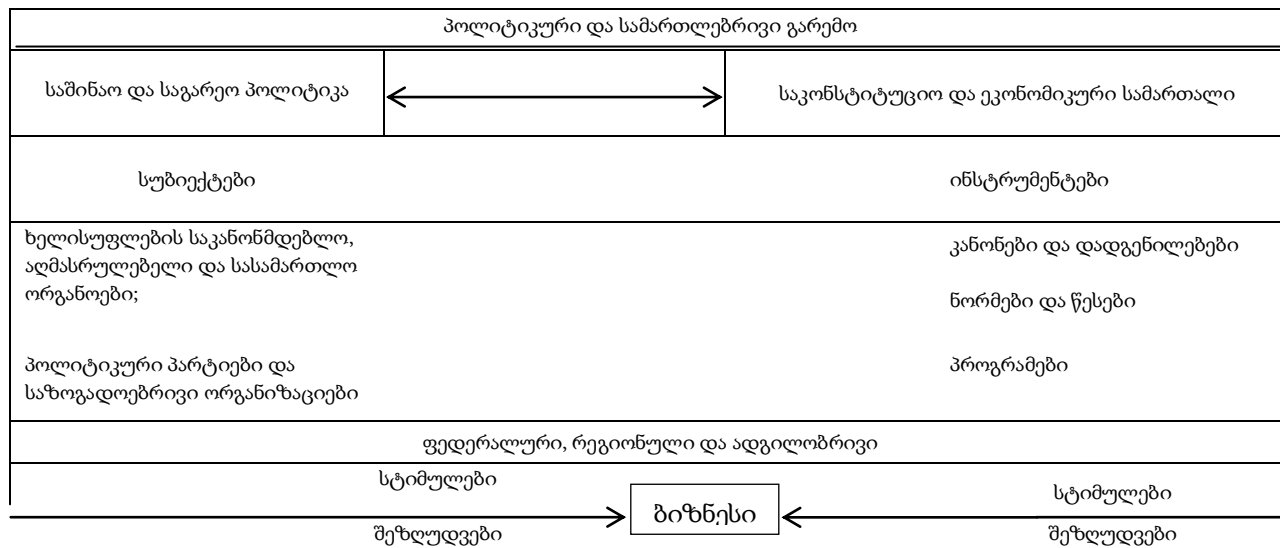 პოლიტიკური და სამართლებრივი გარემო
საშინაო და საგარეო პოლიტიკა
საკონსტიტუციო და ეკონომიკური სამართალი
სუბიექტები
ინსტრუმენტები
ხელისუფლების საკანონმდებლო,
აღმასრულებელი და სასამართლო
ორგანოები;
პოლიტიკური პარტიები და
საზოგადოებრივი ორგანიზაციები
კანონები და დადგენილებები
ნორმები და წესები
პროგრამები
ფედერალური, რეგიონული და ადგილობრივი
სტიმულები
შეზღუდვები
ბიზნესი
სტიმულები
შეზღუდვები